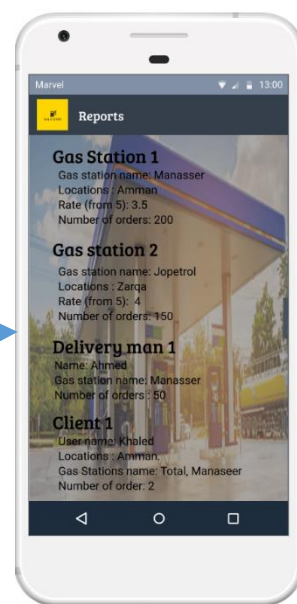 Marvel 13:00
Reports
Gas Station 1
Gas station name: Manasser
Locations : Amman
Rate (from 5): 3.5
Number of orders: 200
Gas station 2
Gas station name: Jopetrol
Locations : Zarqa
Rate (from 5): 4
Number of orders: 150
Delivery man 1
Name: Ahmed
Gas station name: Manasser
Number of orders : 50
Client 1
User name: Khaled
Locations : Amman.
Gas Stations name: Total, Manaseer
Number of order: 2